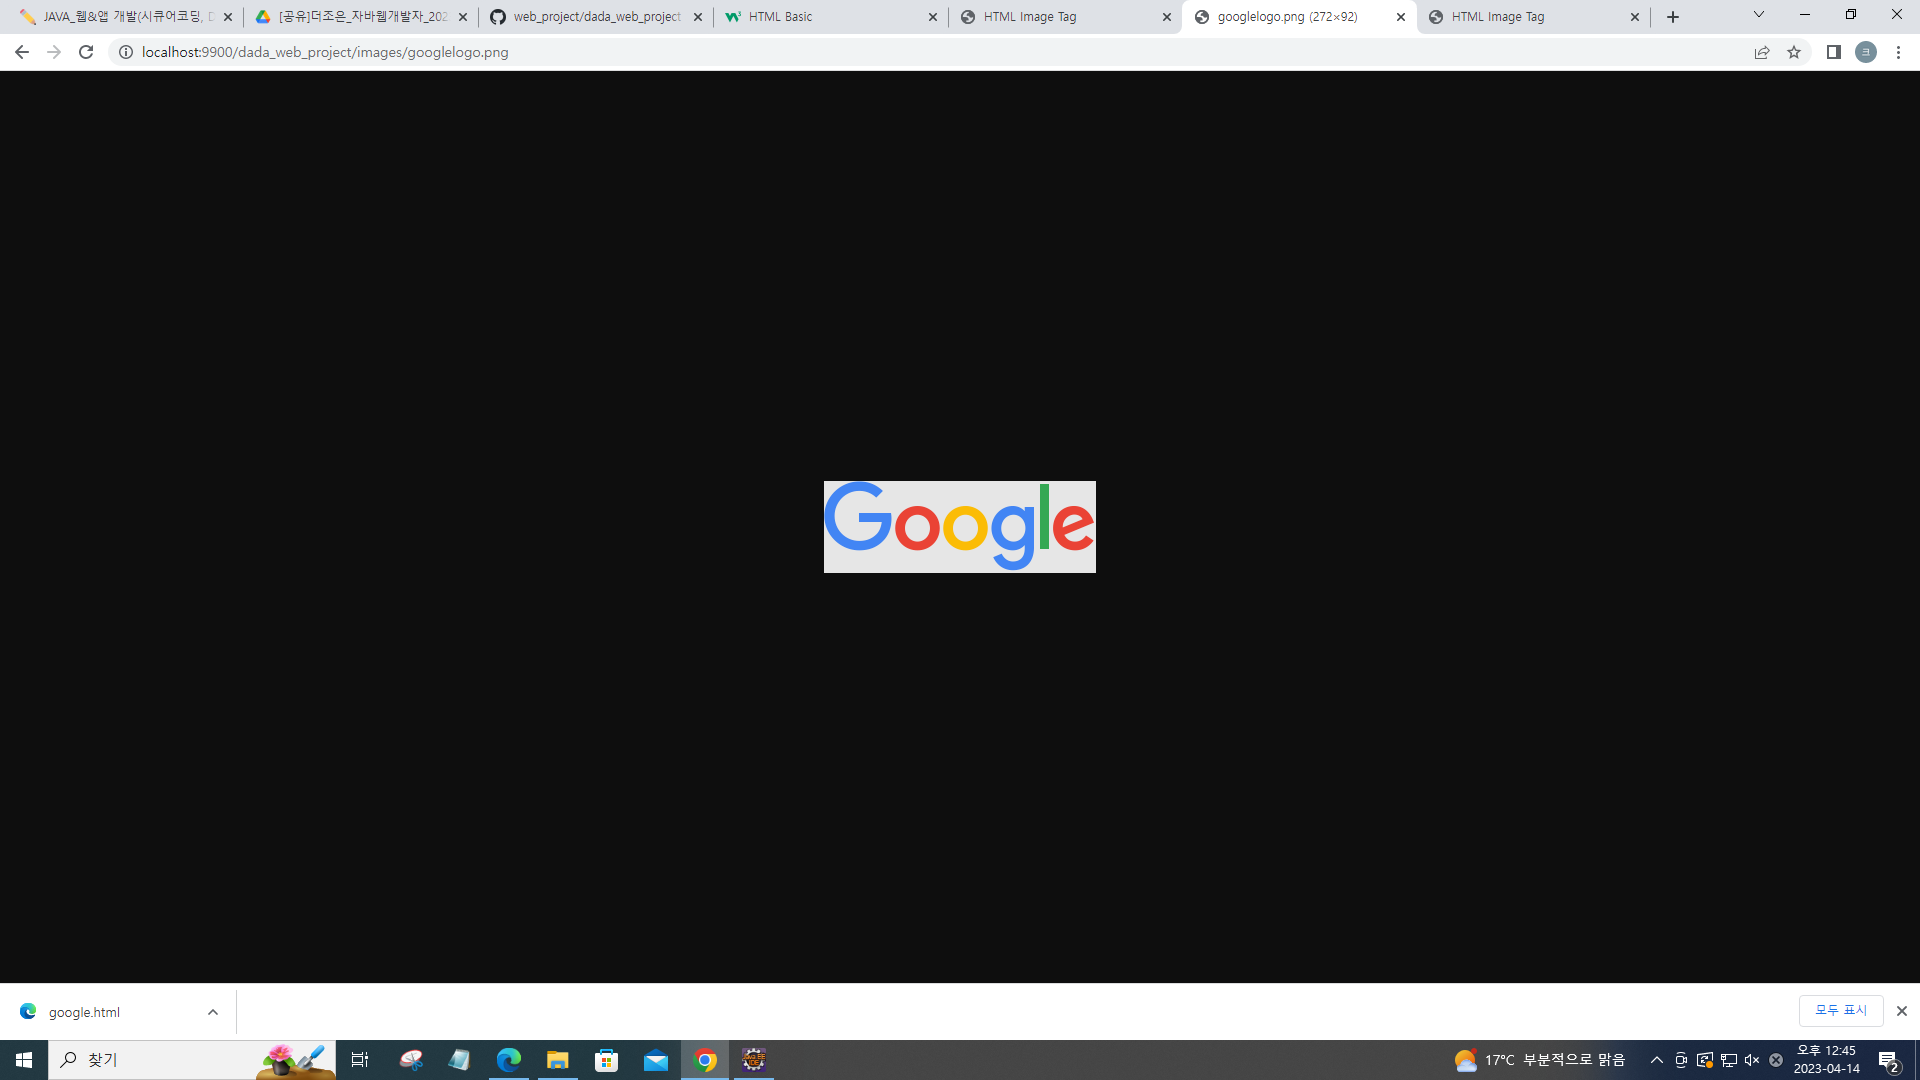 JAVA_웹&앱 개발(시큐어코딩, D
[공유]더조은_자바웹개발자_202
web_project/dada_web_project
HTML Basic
HTML Image Tag
googlelogo.png (272×92)
HTML Image Tag
localhost:9900/dada_web_project/images/googlelogo.png
크
Google
google.html
모두 표시
찾기
17°C 부분적으로 맑음
오후 12:45
2023-04-14
2